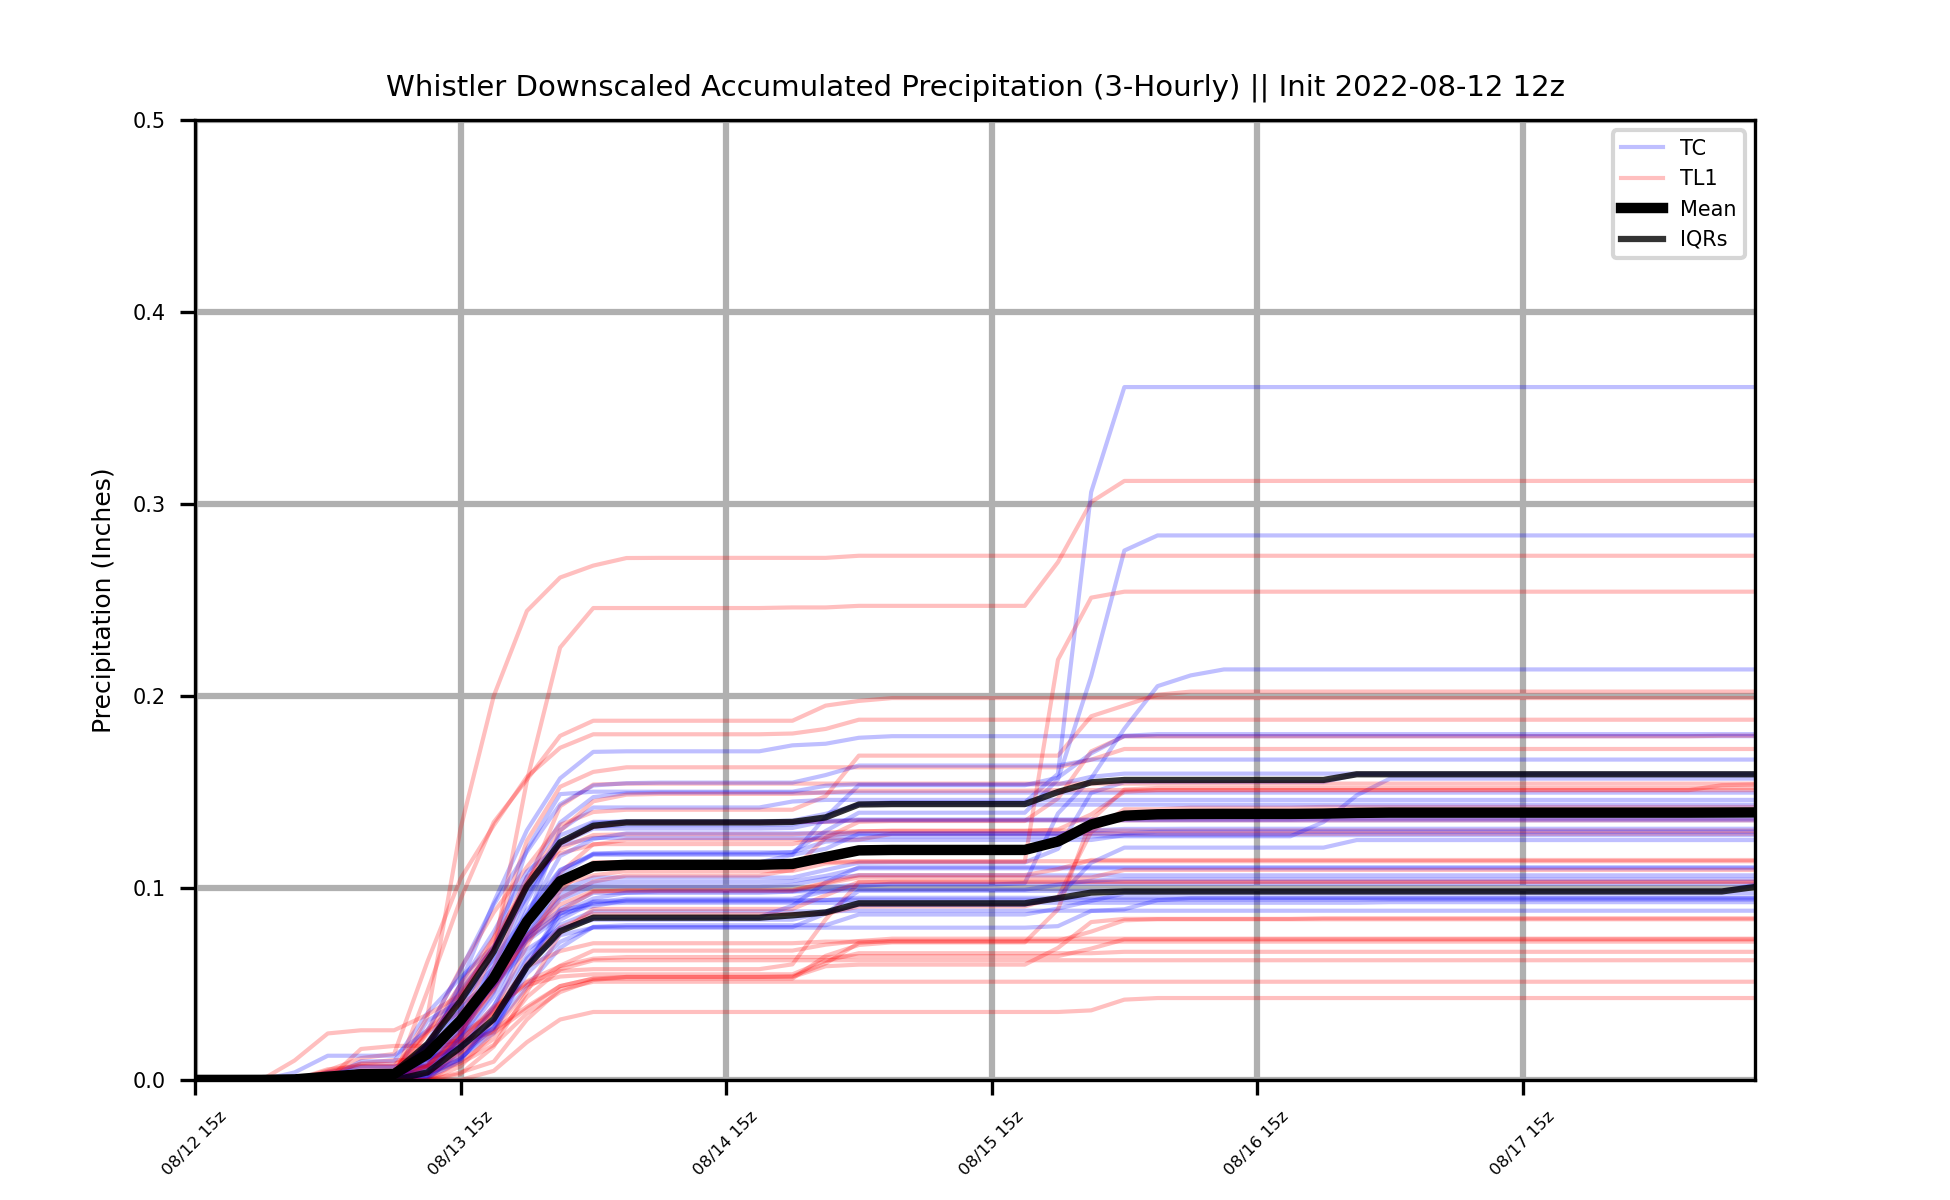 Whistler Downscaled Accumulated Precipitation (3-Hourly) || Init 2022-08-12 12z
0.5
0.4
0.3
0.2
0.1
0.0
Precipitation (Inches)
TC
TL1
Mean
IQRs
08/12 15z
08/13 15z
08/14 15z
08/15 15z
08/16 15z
08/17 15z